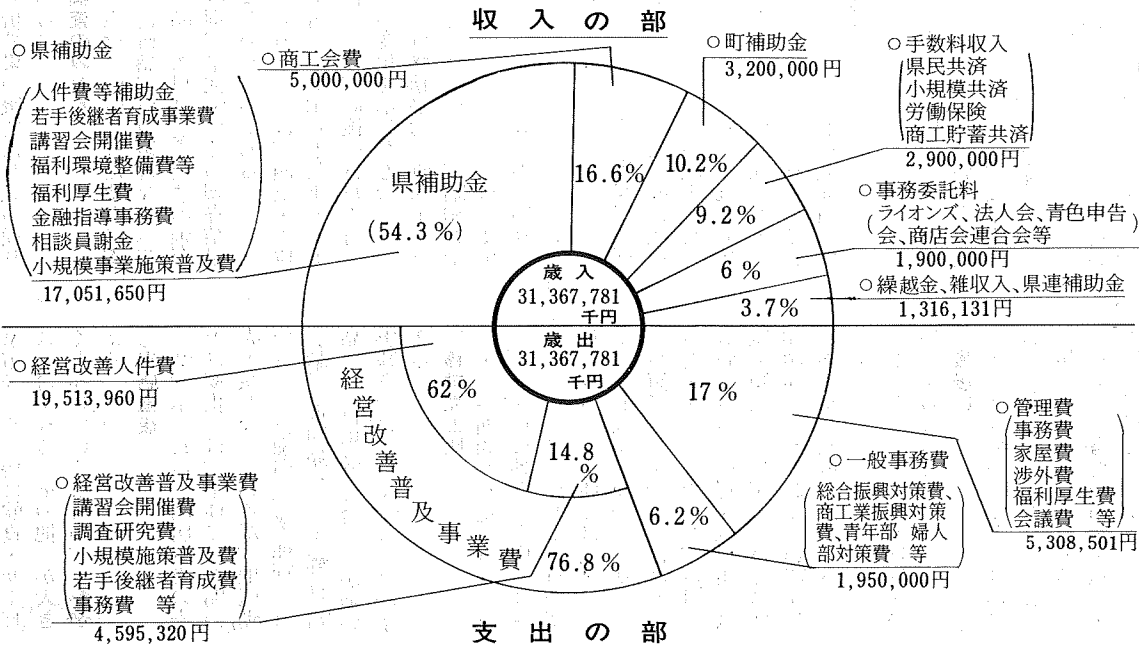 収入の部
○県補助金
人件費等補助金
若手後継者育成事業費
講習会開催費
福利環境整備費等
福利厚生費
金融指導事務費
相談員謝金
小規模事業施策普及費
17,051,650円
○商工会費
5,000,000円
○町補助金
3,200,000円
○手数料収入
県民共済
小規模共済
労働保険
商工貯蓄共済
2,900,000円
○事務委託料
(ライオンズ、法人会、青色申告
会、商店会連合会等)
1,900,000円
○繰越金、雑収入、県連補助金
1,316,131円
県補助金
(54.3%)
16.6%
10.2%
9.2%
6%
3.7%
歳入
31,367,781
千円
歳出
31,367,781
千円
○経営改善人件費
19,513,960円
62%
経営改善普及事業費
14.8
%
76.8%
6.2%
17%
○経営改善普及事業費
講習会開催費
調査研究費
小規模施策普及費
若手後継者育成費
事務費 等
4,595,320円
○一般事務費
総合振興対策費、
商工業振興対策
費、青年部 婦人
部対策費 等
1,950,000円
○管理費
事務費
家屋費
渉外費
福利厚生費
会議費 等
5,308,501円
支出の部